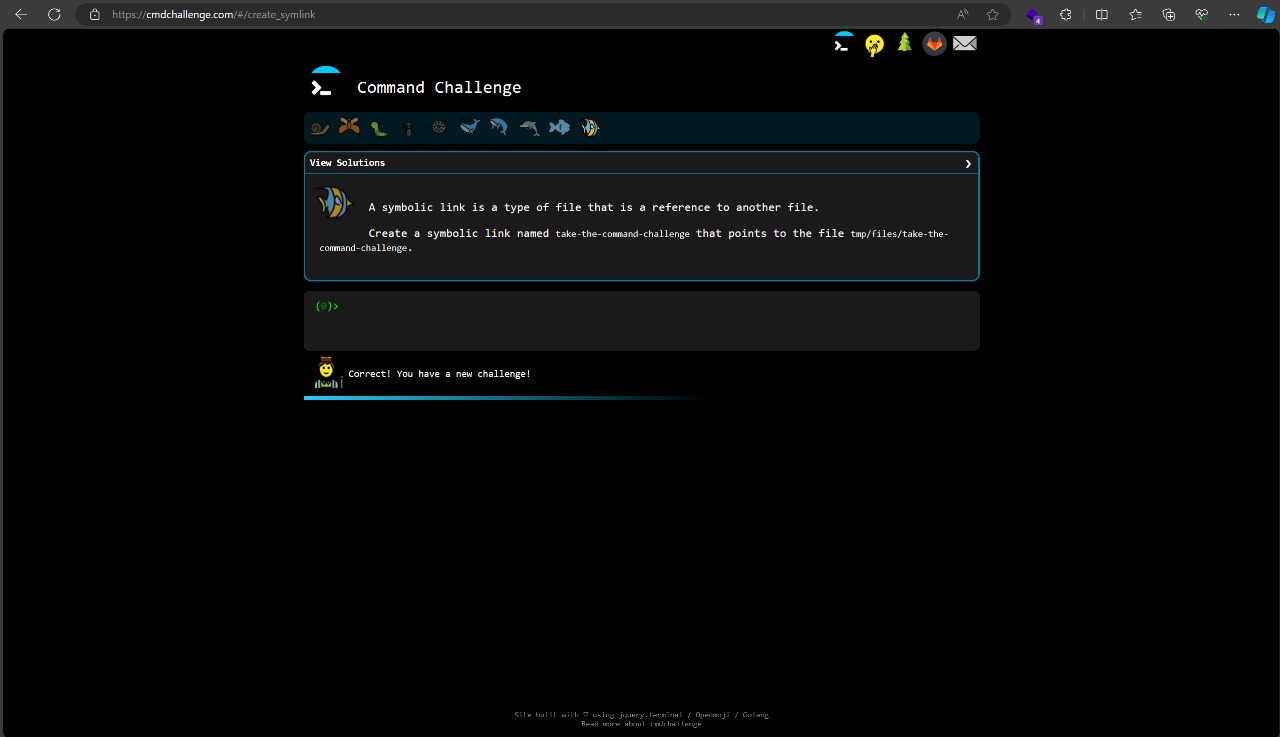 https://cmdchallenge.com/#/create_symlink
A))
4
Command Challenge
View Solutions
A symbolic link is a type of file that is a reference to another file.
Create a symbolic link named take-the-command-challenge that points to the file tmp/files/take-the-
command-challenge.
(0)>
Correct! You have a new challenge!
Site built with ♡ using jquery.terminal / Openmoji / Golang
Read more about cmdchallenge